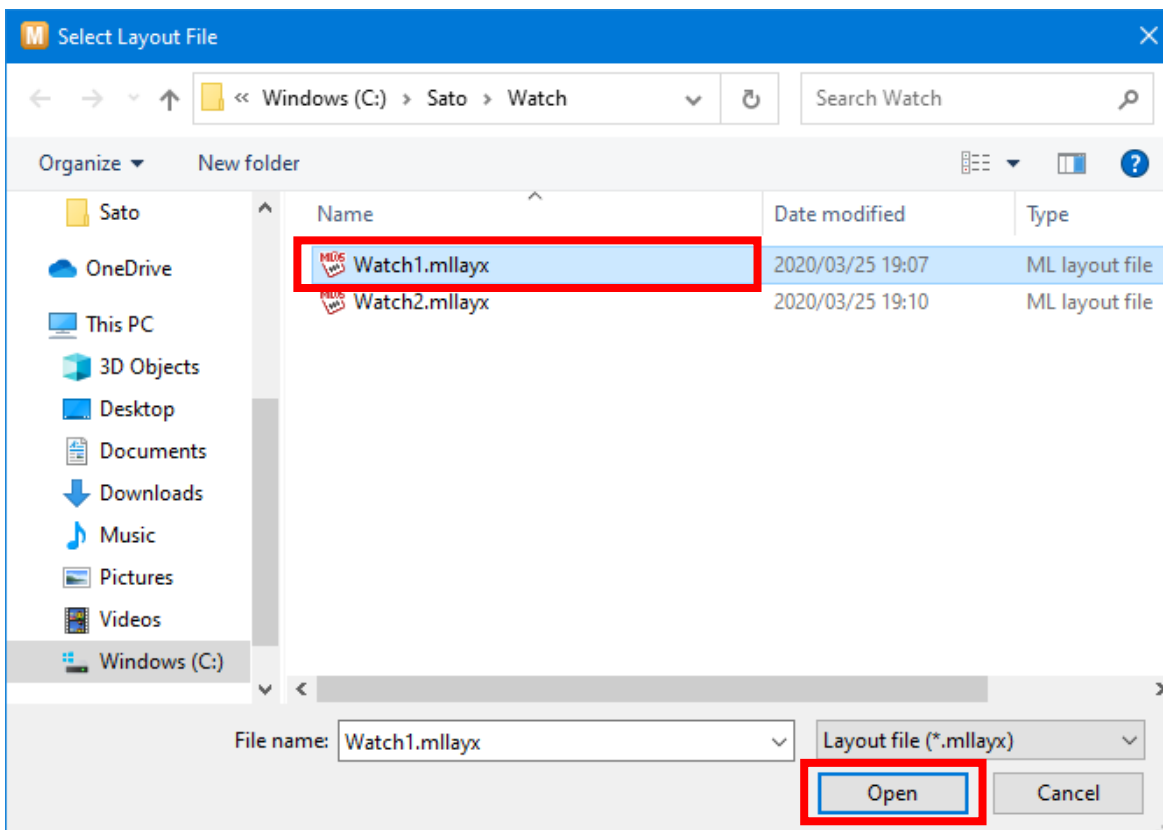 M Select Layout File
« Windows (C:) › Sato › Watch Search Watch
Organize New folder ?
Name Date modified Type
Sato
OneDrive
This PC
3D Objects
Desktop
Documents
Downloads
Music
Pictures
Videos
Windows (C:)
Watch1.mllayx 2020/03/25 19:07 ML layout file
Watch2.mllayx 2020/03/25 19:10 ML layout file
File name: Watch1.mllayx Layout file (*.mllayx)
Open Cancel